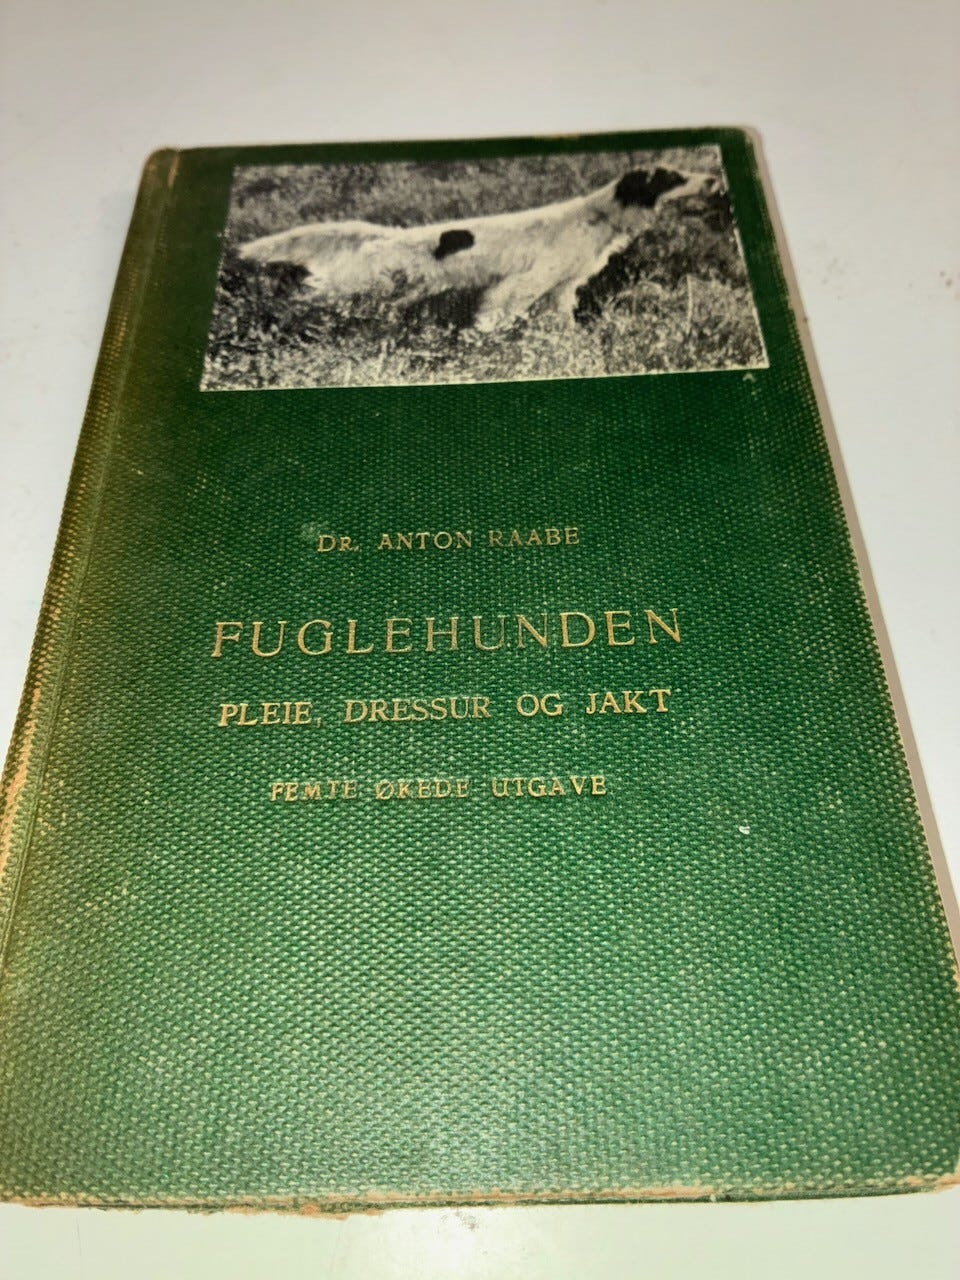 DR. ANTON RAABE
FUGLEHUNDEN
PLEIE, DRESSUR OG JAKT
FEMTE ØKEDE UTGAVE